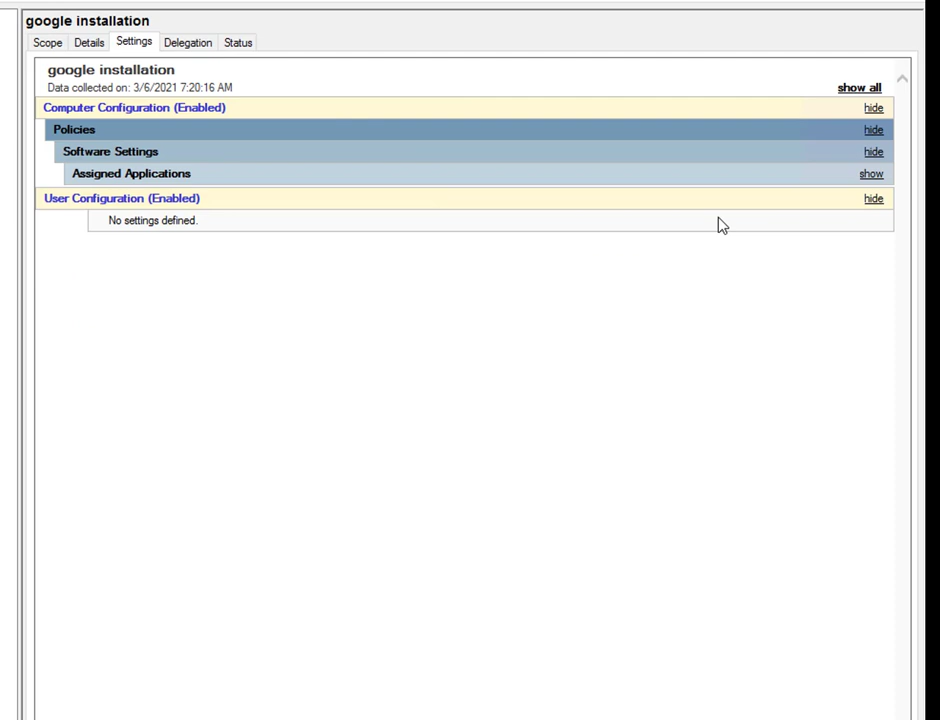 google installation
Scope Details Settings Delegation Status
google installation
Data collected on: 3/6/2021 7:20:16 AM show all
Computer Configuration (Enabled) hide
Policies hide
Software Settings hide
Assigned Applications show
User Configuration (Enabled) hide
No settings defined.